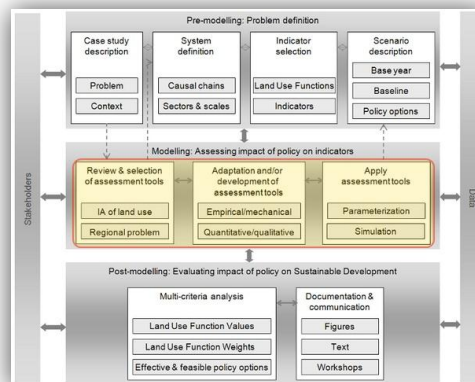 Pre-modelling: Problem definition
Case study
description
Problem
Context
System
definition
Causal chains
Sectors & scales
Indicator
selection
Land Use Functions
Indicators
Scenario
description
Base year
Baseline
Policy options
Stakeholders
Data
Modelling: Assessing impact of policy on indicators
Review & selection
of assessment tools
IA of land use
Regional problem
Adaptation and/or
development of
assessment tools
Empirical/mechanical
Quantitative/qualitative
Apply
assessment tools
Parameterization
Simulation
Post-modelling: Evaluating impact of policy on Sustainable Development
Multi-criteria analysis
Land Use Function Values
Land Use Function Weights
Effective & feasible policy options
Documentation &
communication
Figures
Text
Workshops